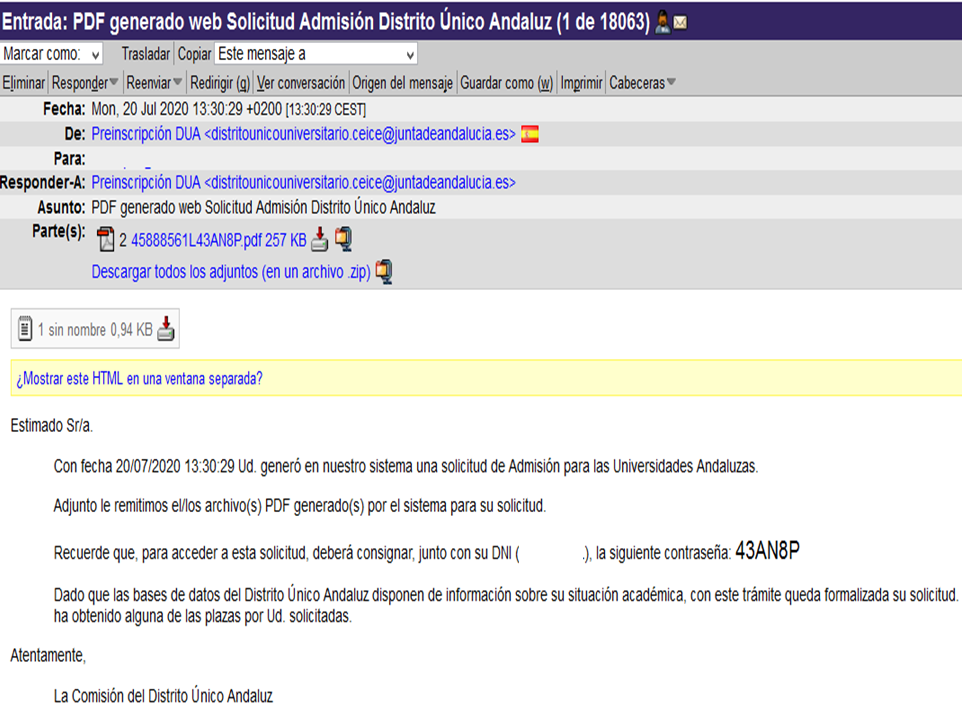 Entrada: PDF generado web Solicitud Admisión Distrito Único Andaluz (1 de 18063)
Marcar como: Trasladar Copiar Este mensaje a
Eliminar Responder Reenviar Redirigir (g) Ver conversación Origen del mensaje Guardar como (w) Imprimir Cabeceras
Fecha: Mon, 20 Jul 2020 13:30:29 +0200 [13:30:29 CEST]
De: Preinscripción DUA <distritounicouniversitario.ceice@juntadeandalucia.es>
Para:
Responder-A: Preinscripción DUA <distritounicouniversitario.ceice@juntadeandalucia.es>
Asunto: PDF generado web Solicitud Admisión Distrito Único Andaluz
Parte(s): 2 45888561L43AN8P.pdf 257 KB
Descargar todos los adjuntos (en un archivo .zip)
1 sin nombre 0,94 KB
¿Mostrar este HTML en una ventana separada?
Estimado Sr/a.
Con fecha 20/07/2020 13:30:29 Ud. generó en nuestro sistema una solicitud de Admisión para las Universidades Andaluzas.
Adjunto le remitimos el/los archivo(s) PDF generado(s) por el sistema para su solicitud.
Recuerde que, para acceder a esta solicitud, deberá consignar, junto con su DNI ( .), la siguiente contraseña: 43AN8P
Dado que las bases de datos del Distrito Único Andaluz disponen de información sobre su situación académica, con este trámite queda formalizada su solicitud.
ha obtenido alguna de las plazas por Ud. solicitadas.
Atentamente,
La Comisión del Distrito Único Andaluz